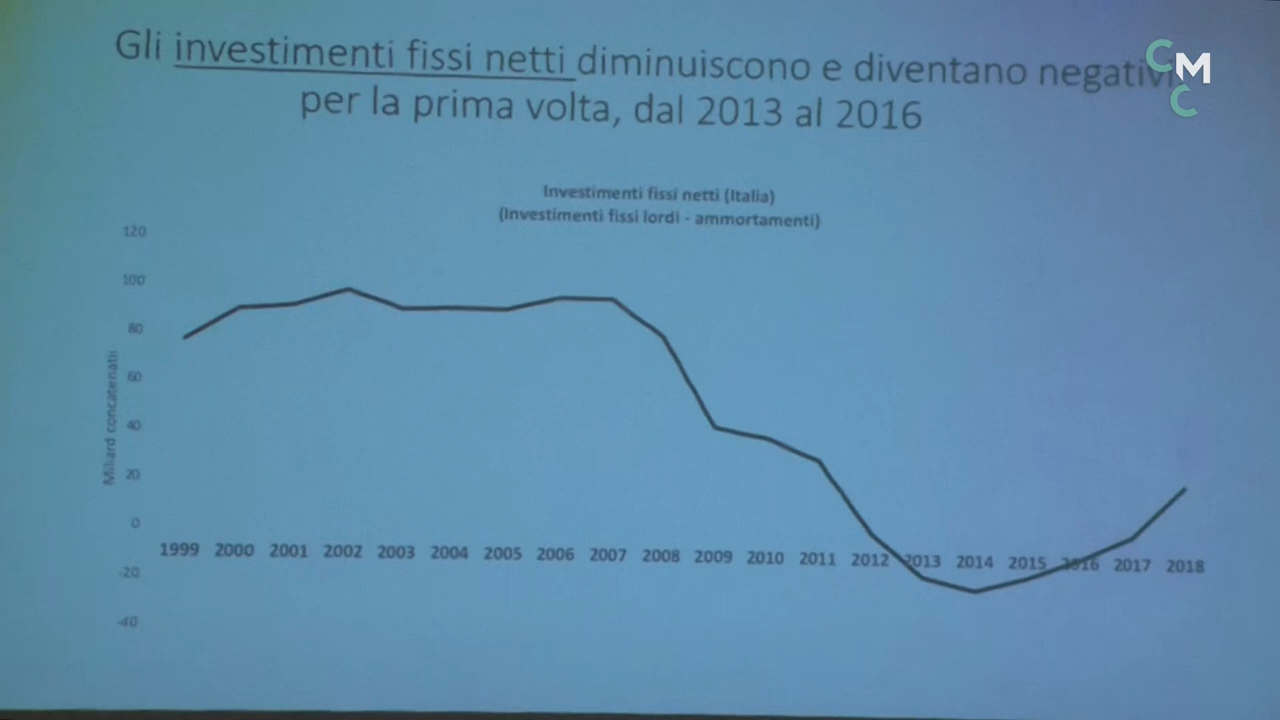 Gli investimenti fissi netti diminuiscono e diventano negativi
per la prima volta, dal 2013 al 2016
CMC
Investimenti fissi netti (Italia)
(Investimenti fissi lordi - ammortamenti)
120
100
80
60
40
20
0
-20
-40
Miliard concatenatii
1999 2000 2001 2002 2003 2004 2005 2006 2007 2008 2009 2010 2011 2012 2013 2014 2015 2016 2017 2018